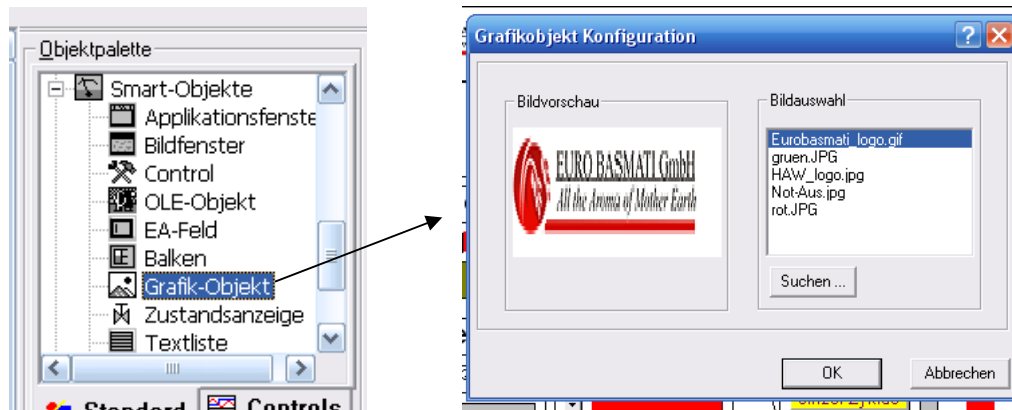 Objektpalette
Smart-Objekte
Applikationsfenste
Bildfenster
Control
OLE-Objekt
EA-Feld
Balken
Grafik-Objekt
Zustandsanzeige
Textliste
Standard
Controls
Grafikobjekt Konfiguration
Bildvorschau
EURO BASMATI GmbH
All the Aroma of Mother Earth
Bildauswahl
Eurobasmati_logo.gif
gruen.JPG
HAW_logo.jpg
Not-Aus.jpg
rot.JPG
Suchen ...
OK
Abbrechen